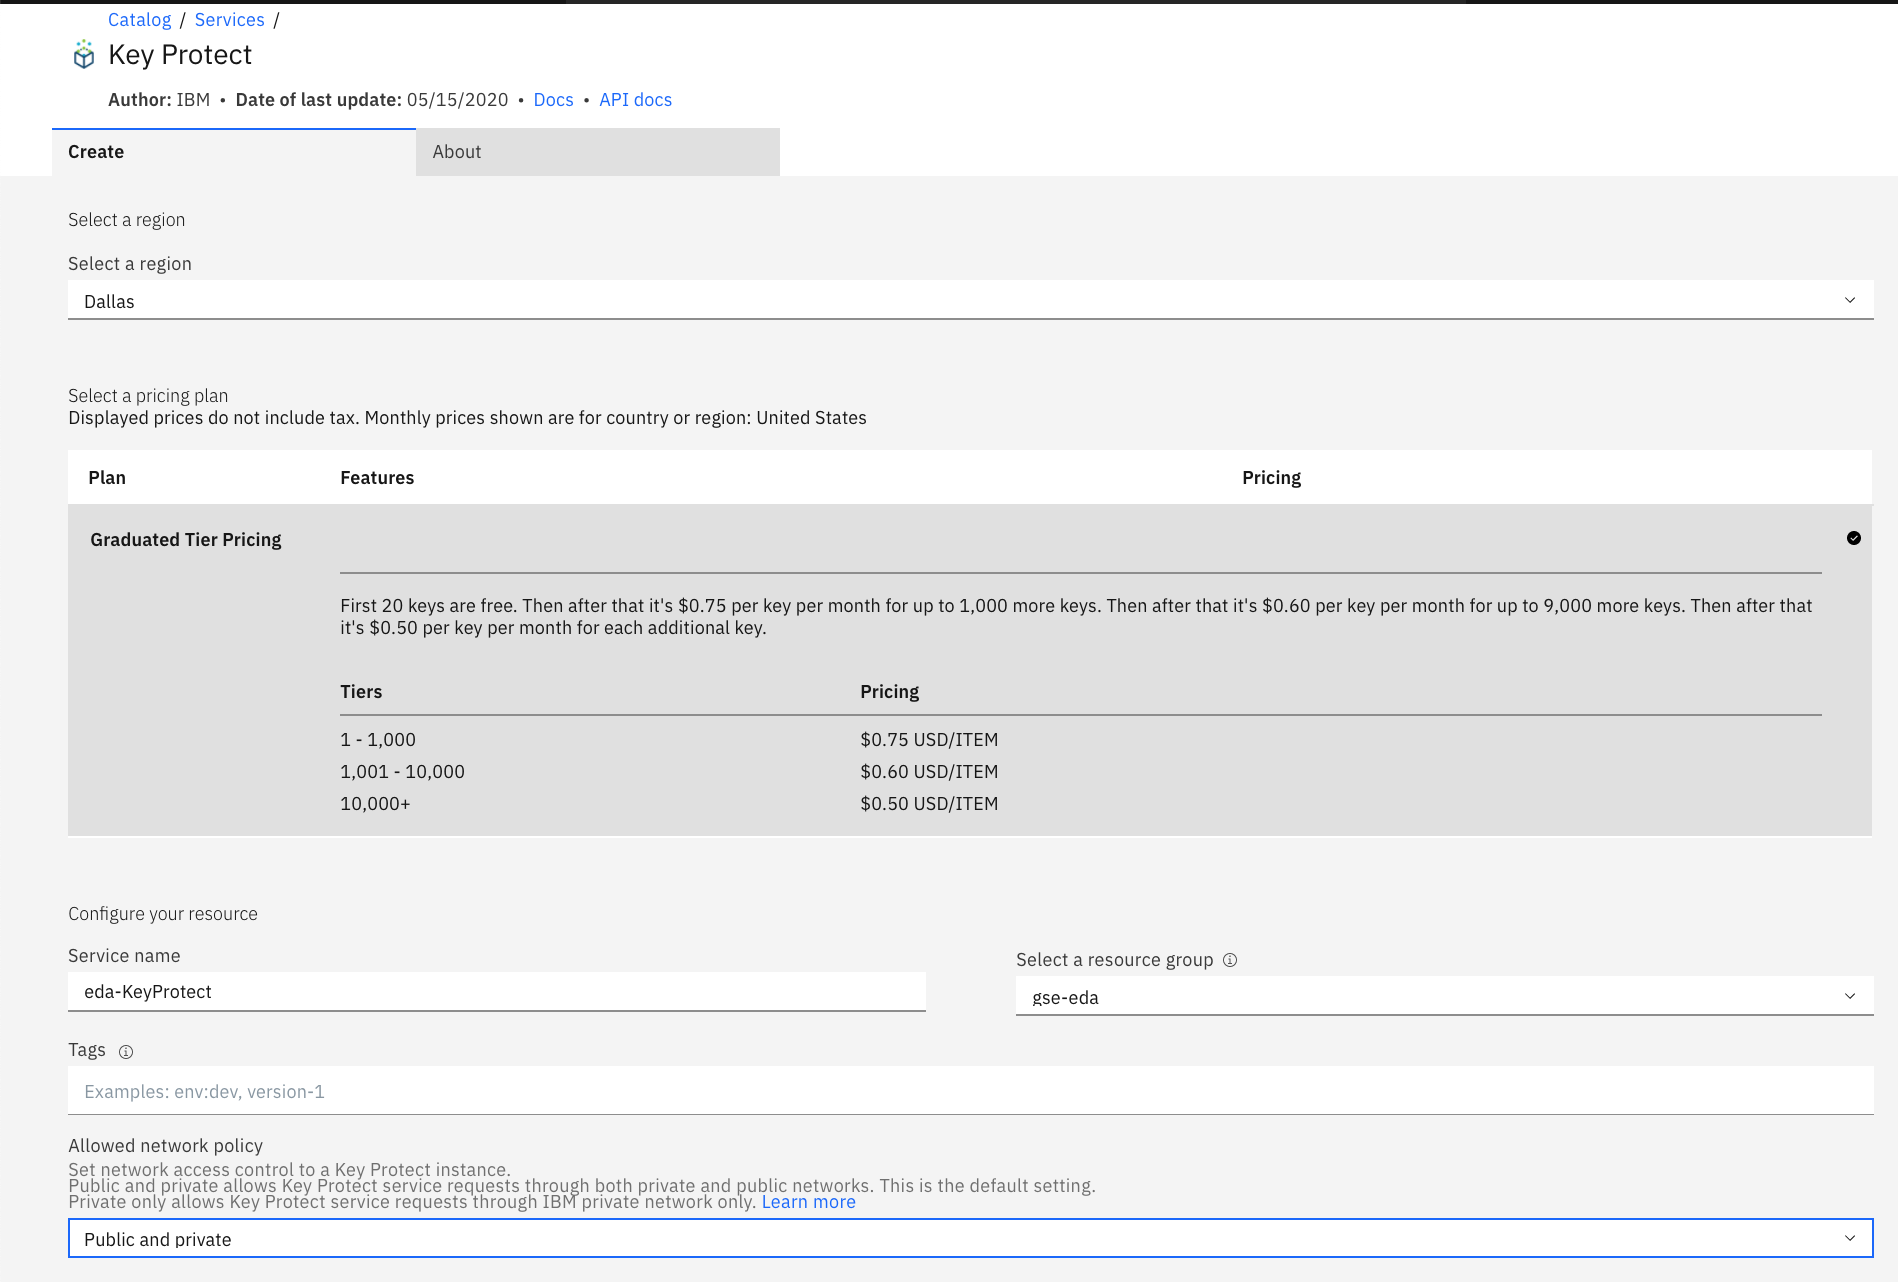 Catalog / Services /
Key Protect
Author: IBM • Date of last update: 05/15/2020 • Docs • API docs
Create
About
Select a region
Select a region
Dallas
Select a pricing plan
Displayed prices do not include tax. Monthly prices shown are for country or region: United States
Plan Features Pricing
Graduated Tier Pricing
First 20 keys are free. Then after that it's $0.75 per key per month for up to 1,000 more keys. Then after that it's $0.60 per key per month for up to 9,000 more keys. Then after that
it's $0.50 per key per month for each additional key.
Tiers Pricing
1 - 1,000 $0.75 USD/ITEM
1,001 - 10,000 $0.60 USD/ITEM
10,000+ $0.50 USD/ITEM
Configure your resource
Service name
eda-KeyProtect
Select a resource group
gse-eda
Tags
Examples: env:dev, version-1
Allowed network policy
Set network access control to a Key Protect instance.
Public and private allows Key Protect service requests through both private and public networks. This is the default setting.
Private only allows Key Protect service requests through IBM private network only. Learn more
Public and private